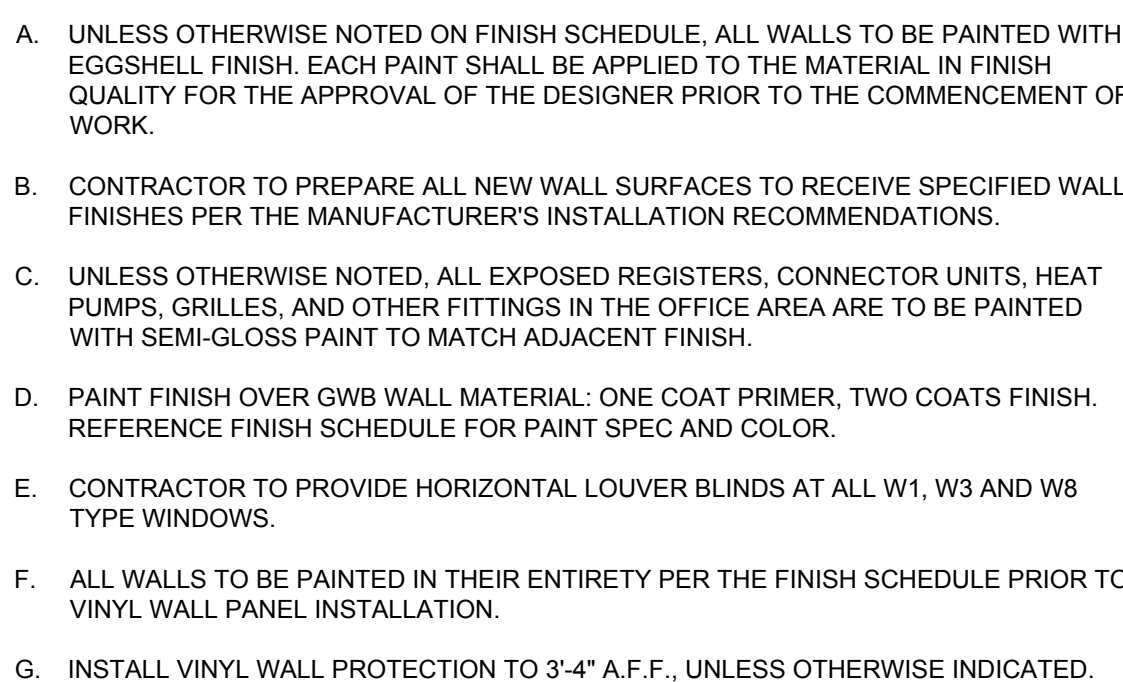 A. UNLESS OTHERWISE NOTED ON FINISH SCHEDULE, ALL WALLS TO BE PAINTED WITH
EGGSHELL FINISH. EACH PAINT SHALL BE APPLIED TO THE MATERIAL IN FINISH
QUALITY FOR THE APPROVAL OF THE DESIGNER PRIOR TO THE COMMENCEMENT OF
WORK.
B. CONTRACTOR TO PREPARE ALL NEW WALL SURFACES TO RECEIVE SPECIFIED WALL
FINISHES PER THE MANUFACTURER'S INSTALLATION RECOMMENDATIONS.
C. UNLESS OTHERWISE NOTED, ALL EXPOSED REGISTERS, CONNECTOR UNITS, HEAT
PUMPS, GRILLES, AND OTHER FITTINGS IN THE OFFICE AREA ARE TO BE PAINTED
WITH SEMI-GLOSS PAINT TO MATCH ADJACENT FINISH.
D. PAINT FINISH OVER GWB WALL MATERIAL: ONE COAT PRIMER, TWO COATS FINISH.
REFERENCE FINISH SCHEDULE FOR PAINT SPEC AND COLOR.
E. CONTRACTOR TO PROVIDE HORIZONTAL LOUVER BLINDS AT ALL W1, W3 AND W8
TYPE WINDOWS.
F. ALL WALLS TO BE PAINTED IN THEIR ENTIRETY PER THE FINISH SCHEDULE PRIOR TO
VINYL WALL PANEL INSTALLATION.
G. INSTALL VINYL WALL PROTECTION TO 3'-4" A.F.F., UNLESS OTHERWISE INDICATED.